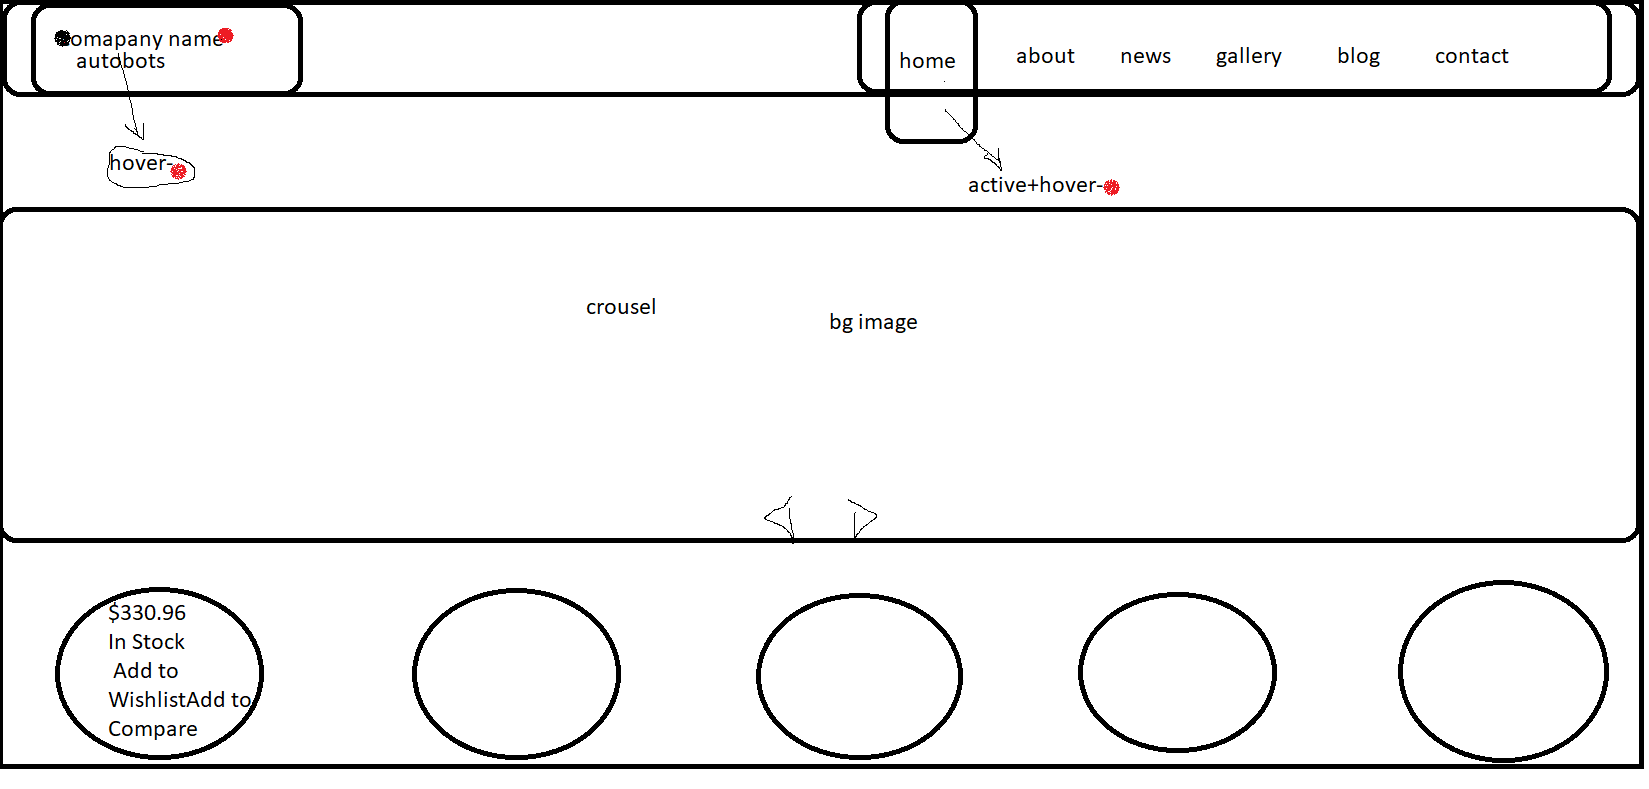 omapany name
autobots
home
about
news
gallery
blog
contact
hover-
active+hover-
crousel
bg image
$330.96
In Stock
Add to
WishlistAdd to
Compare